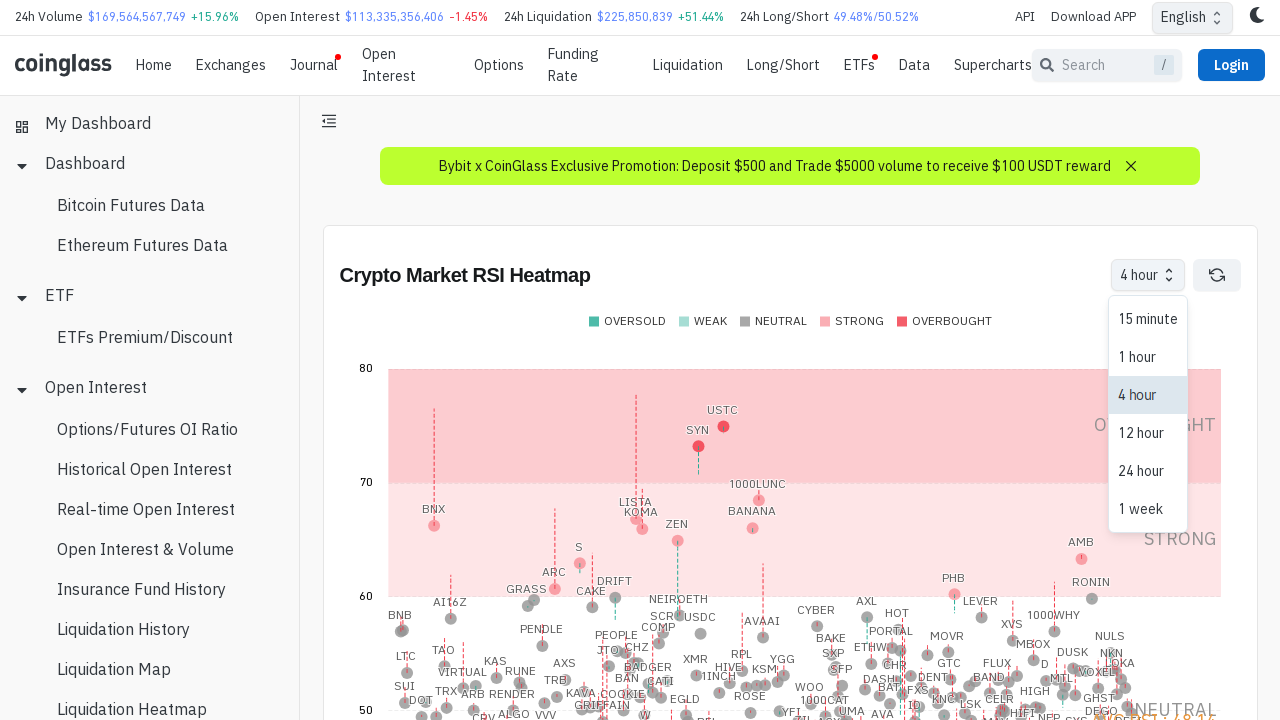 24h Volume $169,564,567,749 +15.96% Open Interest $113,335,356,406 -1.45% 24h Liquidation $225,850,839 +51.44% 24h Long/Short 49.48%/50.52% API Download APP English
coinglass Home Exchanges Journal Open Interest Options Funding Rate Liquidation Long/Short ETFs Data Supercharts Search / Login
My Dashboard
Dashboard
Bitcoin Futures Data
Ethereum Futures Data
ETF
ETFs Premium/Discount
Open Interest
Options/Futures OI Ratio
Historical Open Interest
Real-time Open Interest
Open Interest & Volume
Insurance Fund History
Liquidation History
Liquidation Map
Liquidation Heatmap
Bybit x CoinGlass Exclusive Promotion: Deposit $500 and Trade $5000 volume to receive $100 USDT reward
Crypto Market RSI Heatmap
4 hour
15 minute
1 hour
4 hour
12 hour
24 hour
1 week
OVERSOLD WEAK NEUTRAL STRONG OVERBOUGHT
80
70
60
50
STRONG
NEUTRAL
USTC
SYN
1000LUNC
LISTA
BNX
KOMA
BANANA
ZEN
AMB
S
ARC
PHB
DRIFT
RONIN
GRASS
CAKE
AI16Z
NEIROETH
AXL
LEVER
BNB
SCR
USDC
CYBER
HOT
1000WHY
AVAAI
XVS
PENDLE
COMP
PORTAL
PEOPLE
BAKE
MOVR
NULS
CHZ
ETHW
MBOX
TAO
JTO
RPL
SXP
DUSK
NKN
LTC
KAS
AXS
BADGER
XMR
HIVE
KSM
YGG
SFP
CHR
GTC
FLUX
D
LOKA
VIRTUAL
RUNE
TRB
BAN
CATI
1INCH
DASH
DENT
BAND
MTL
VOXEL
SUI
TRX
ARB
RENDER
KAVA
COOKIE
EGLD
ROSE
WOO
BAT
FXS
HIGH
GHST
DOT
GRIFFAIN
1000CAT
KNC
LSK
CELR
CRV
ALGO
VVV
W
YFI
UMA
AVA
IO
HIFI
NFP
DEGO